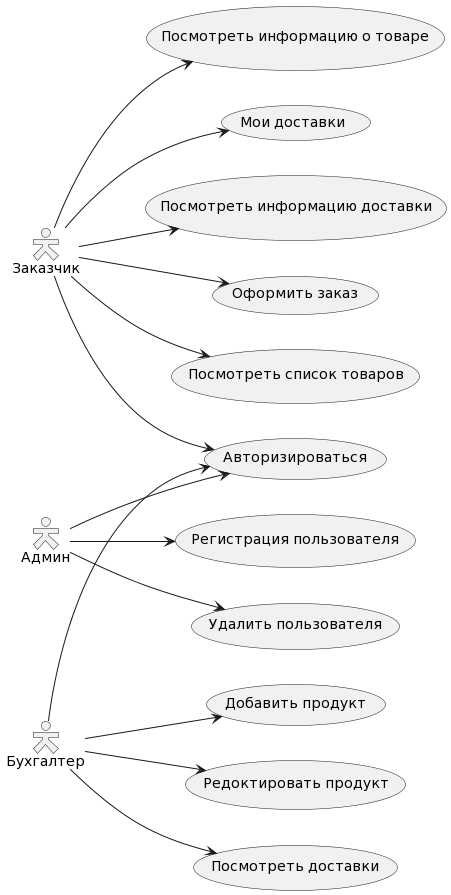 Посмотреть информацию о товаре
Мои доставки
Посмотреть информацию доставки
Заказчик
Оформить заказ
Посмотреть список товаров
Авторизироваться
Регистрация пользователя
Админ
Удалить пользователя
Добавить продукт
Бухгалтер
Редоктировать продукт
Посмотреть доставки